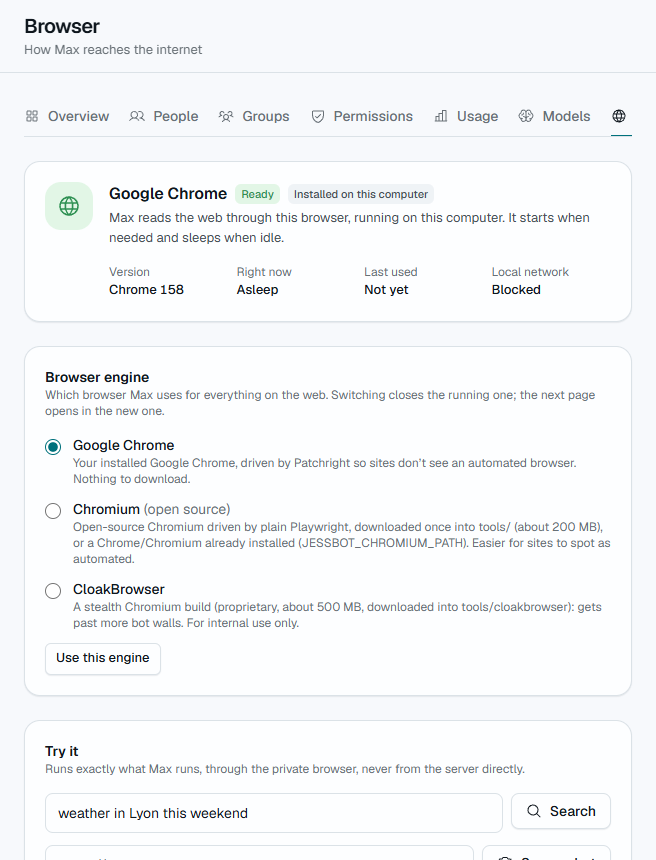 Browser
How Max reaches the internet
Overview
People
Groups
Permissions
Usage
Models
Google Chrome
Ready
Installed on this computer
Max reads the web through this browser, running on this computer. It starts when
needed and sleeps when idle.
Version
Right now
Last used
Local network
Chrome 158
Asleep
Not yet
Blocked
Browser engine
Which browser Max uses for everything on the web. Switching closes the running one; the next page
opens in the new one.
Google Chrome
Your installed Google Chrome, driven by Patchright so sites don’t see an automated browser.
Nothing to download.
Chromium (open source)
Open-source Chromium driven by plain Playwright, downloaded once into tools/ (about 200 MB),
or a Chrome/Chromium already installed (JESSBOT_CHROMIUM_PATH). Easier for sites to spot as
automated.
CloakBrowser
A stealth Chromium build (proprietary, about 500 MB, downloaded into tools/cloakbrowser): gets
past more bot walls. For internal use only.
Use this engine
Try it
Runs exactly what Max runs, through the private browser, never from the server directly.
weather in Lyon this weekend
Search